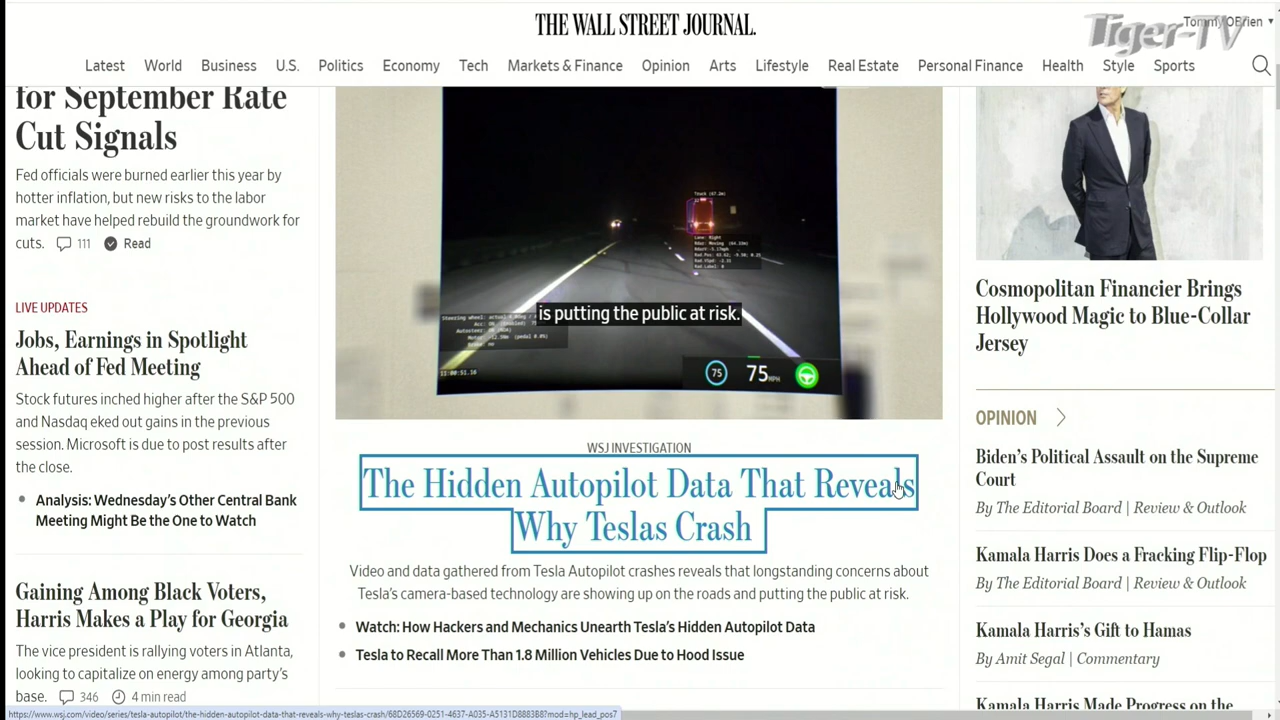 THE WALL STREET JOURNAL.
Tommy OBrien
Tiger-TV
Latest World Business U.S. Politics Economy Tech Markets & Finance Opinion Arts Lifestyle Real Estate Personal Finance Health Style Sports
for September Rate
Cut Signals
Fed officials were burned earlier this year by
hotter inflation, but new risks to the labor
market have helped rebuild the groundwork for
cuts. 111 Read
LIVE UPDATES
Jobs, Earnings in Spotlight
Ahead of Fed Meeting
Stock futures inched higher after the S&P 500
and Nasdaq eked out gains in the previous
session. Microsoft is due to post results after
the close.
Analysis: Wednesday's Other Central Bank
Meeting Might Be the One to Watch
Gaining Among Black Voters,
Harris Makes a Play for Georgia
The vice president is rallying voters in Atlanta,
looking to capitalize on energy among party's
base. 346 4 min read
is putting the public at risk.
75 75 MPH
WSJ INVESTIGATION
The Hidden Autopilot Data That Reveals
Why Teslas Crash
Video and data gathered from Tesla Autopilot crashes reveals that longstanding concerns about
Tesla's camera-based technology are showing up on the roads and putting the public at risk.
Watch: How Hackers and Mechanics Unearth Tesla's Hidden Autopilot Data
Tesla to Recall More Than 1.8 Million Vehicles Due to Hood Issue
Cosmopolitan Financier Brings
Hollywood Magic to Blue-Collar
Jersey
OPINION
Biden's Political Assault on the Supreme
Court
By The Editorial Board | Review & Outlook
Kamala Harris Does a Fracking Flip-Flop
By The Editorial Board | Review & Outlook
Kamala Harris's Gift to Hamas
By Amit Segal | Commentary
Kamala Harris Made Progress on the